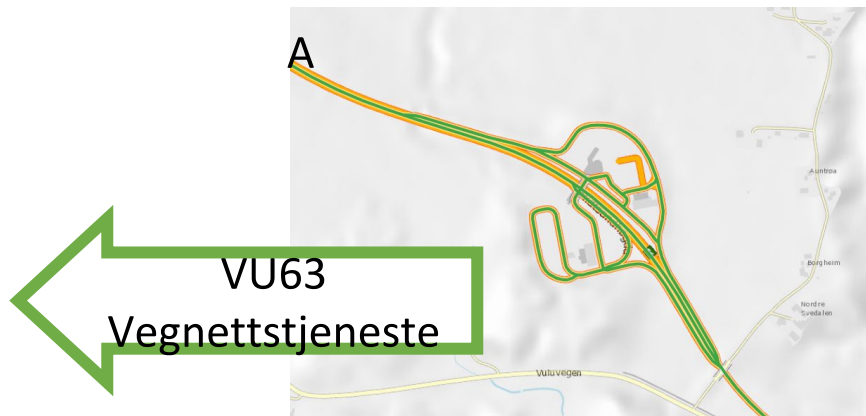 A
Auntrøa
VU63
Vegnettstjeneste
Borgheim
Nordre
Svedalen
Vuluvegen